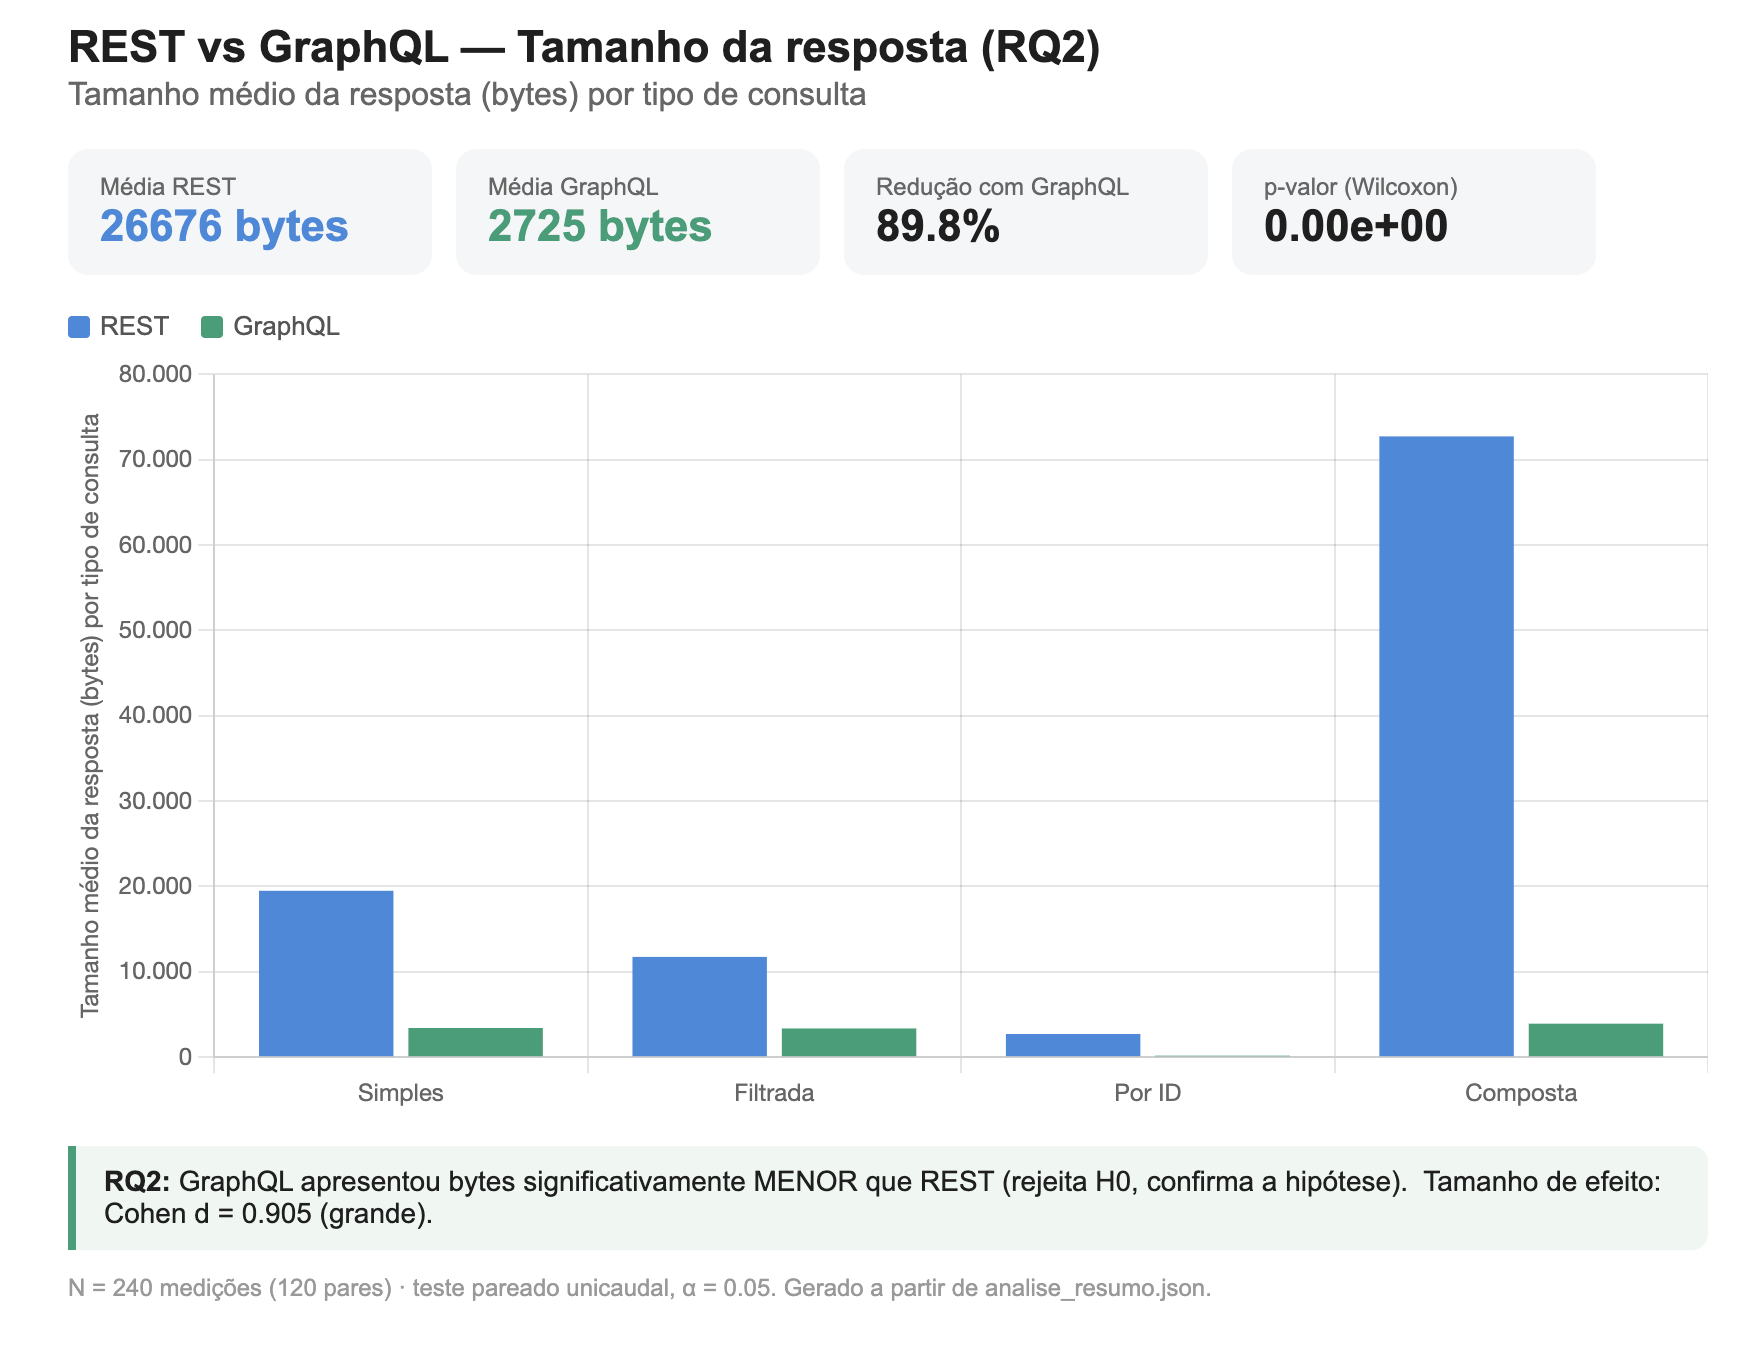 REST vs GraphQL — Tamanho da resposta (RQ2)
Tamanho médio da resposta (bytes) por tipo de consulta
Média REST
26676 bytes
Média GraphQL
2725 bytes
Redução com GraphQL
89.8%
p-valor (Wilcoxon)
0.00e+00
REST
GraphQL
Tamanho médio da resposta (bytes) por tipo de consulta
80.000
70.000
60.000
50.000
40.000
30.000
20.000
10.000
0
Simples
Filtrada
Por ID
Composta
RQ2: GraphQL apresentou bytes significativamente MENOR que REST (rejeita H0, confirma a hipótese). Tamanho de efeito:
Cohen d = 0.905 (grande).
N = 240 medições (120 pares) · teste pareado unicaudal, α = 0.05. Gerado a partir de analise_resumo.json.